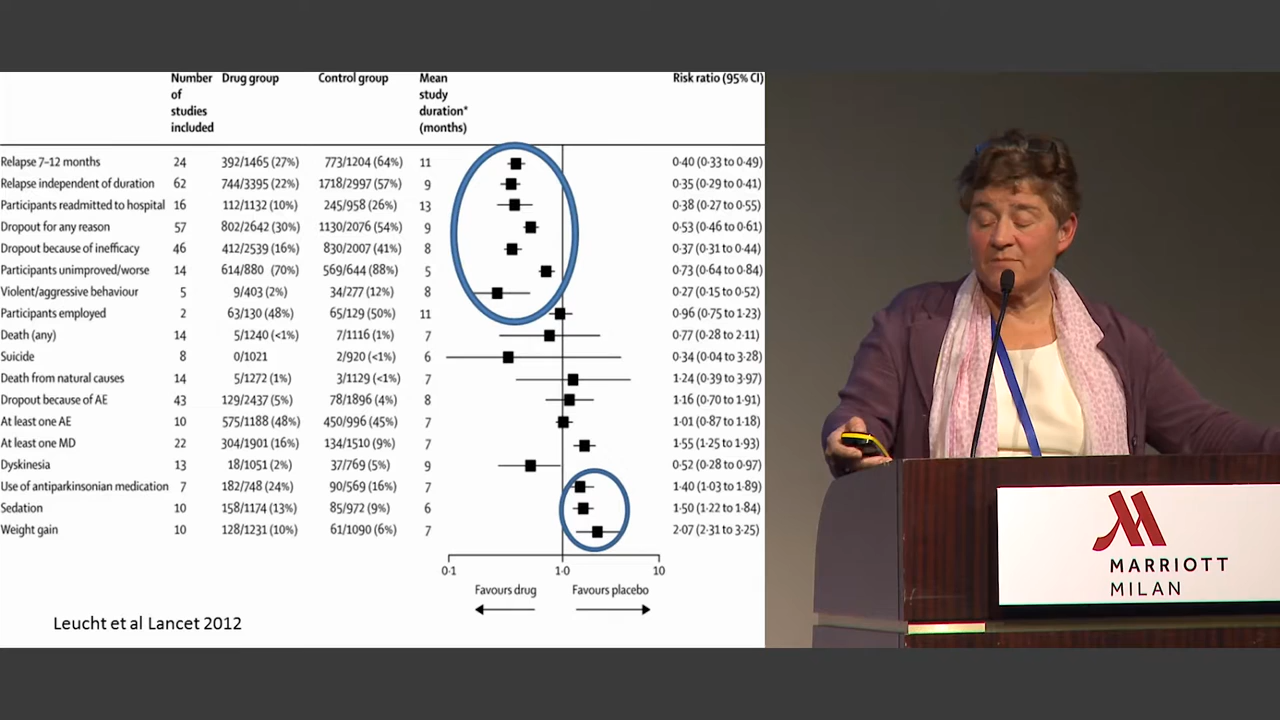 Number of studies included Drug group Control group Mean study duration* (months) Risk ratio (95% CI)
Relapse 7–12 months 24 392/1465 (27%) 773/1204 (64%) 11 0·40 (0·33 to 0·49)
Relapse independent of duration 62 744/3395 (22%) 1718/2997 (57%) 9 0·35 (0·29 to 0·41)
Participants readmitted to hospital 16 112/1132 (10%) 245/958 (26%) 13 0·38 (0·27 to 0·55)
Dropout for any reason 57 802/2642 (30%) 1130/2076 (54%) 9 0·53 (0·46 to 0·61)
Dropout because of inefficacy 46 412/2539 (16%) 830/2007 (41%) 8 0·37 (0·31 to 0·44)
Participants unimproved/worse 14 614/880 (70%) 569/644 (88%) 5 0·73 (0·64 to 0·84)
Violent/aggressive behaviour 5 9/403 (2%) 34/277 (12%) 8 0·27 (0·15 to 0·52)
Participants employed 2 63/130 (48%) 65/129 (50%) 11 0·96 (0·75 to 1·23)
Death (any) 14 5/1240 (<1%) 7/1116 (1%) 7 0·77 (0·28 to 2·11)
Suicide 8 0/1021 2/920 (<1%) 6 0·34 (0·04 to 3·28)
Death from natural causes 14 5/1272 (1%) 3/1129 (<1%) 7 1·24 (0·39 to 3·97)
Dropout because of AE 43 129/2437 (5%) 78/1896 (4%) 8 1·16 (0·70 to 1·91)
At least one AE 10 575/1188 (48%) 450/996 (45%) 7 1·01 (0·87 to 1·18)
At least one MD 22 304/1901 (16%) 134/1510 (9%) 7 1·55 (1·25 to 1·93)
Dyskinesia 13 18/1051 (2%) 37/769 (5%) 9 0·52 (0·28 to 0·97)
Use of antiparkinsonian medication 7 182/748 (24%) 90/569 (16%) 7 1·40 (1·03 to 1·89)
Sedation 10 158/1174 (13%) 85/972 (9%) 6 1·50 (1·22 to 1·84)
Weight gain 10 128/1231 (10%) 61/1090 (6%) 7 2·07 (2·31 to 3·25)
0·1 1·0 10
Favours drug Favours placebo
Leucht et al Lancet 2012
MARRIOTT
MILAN